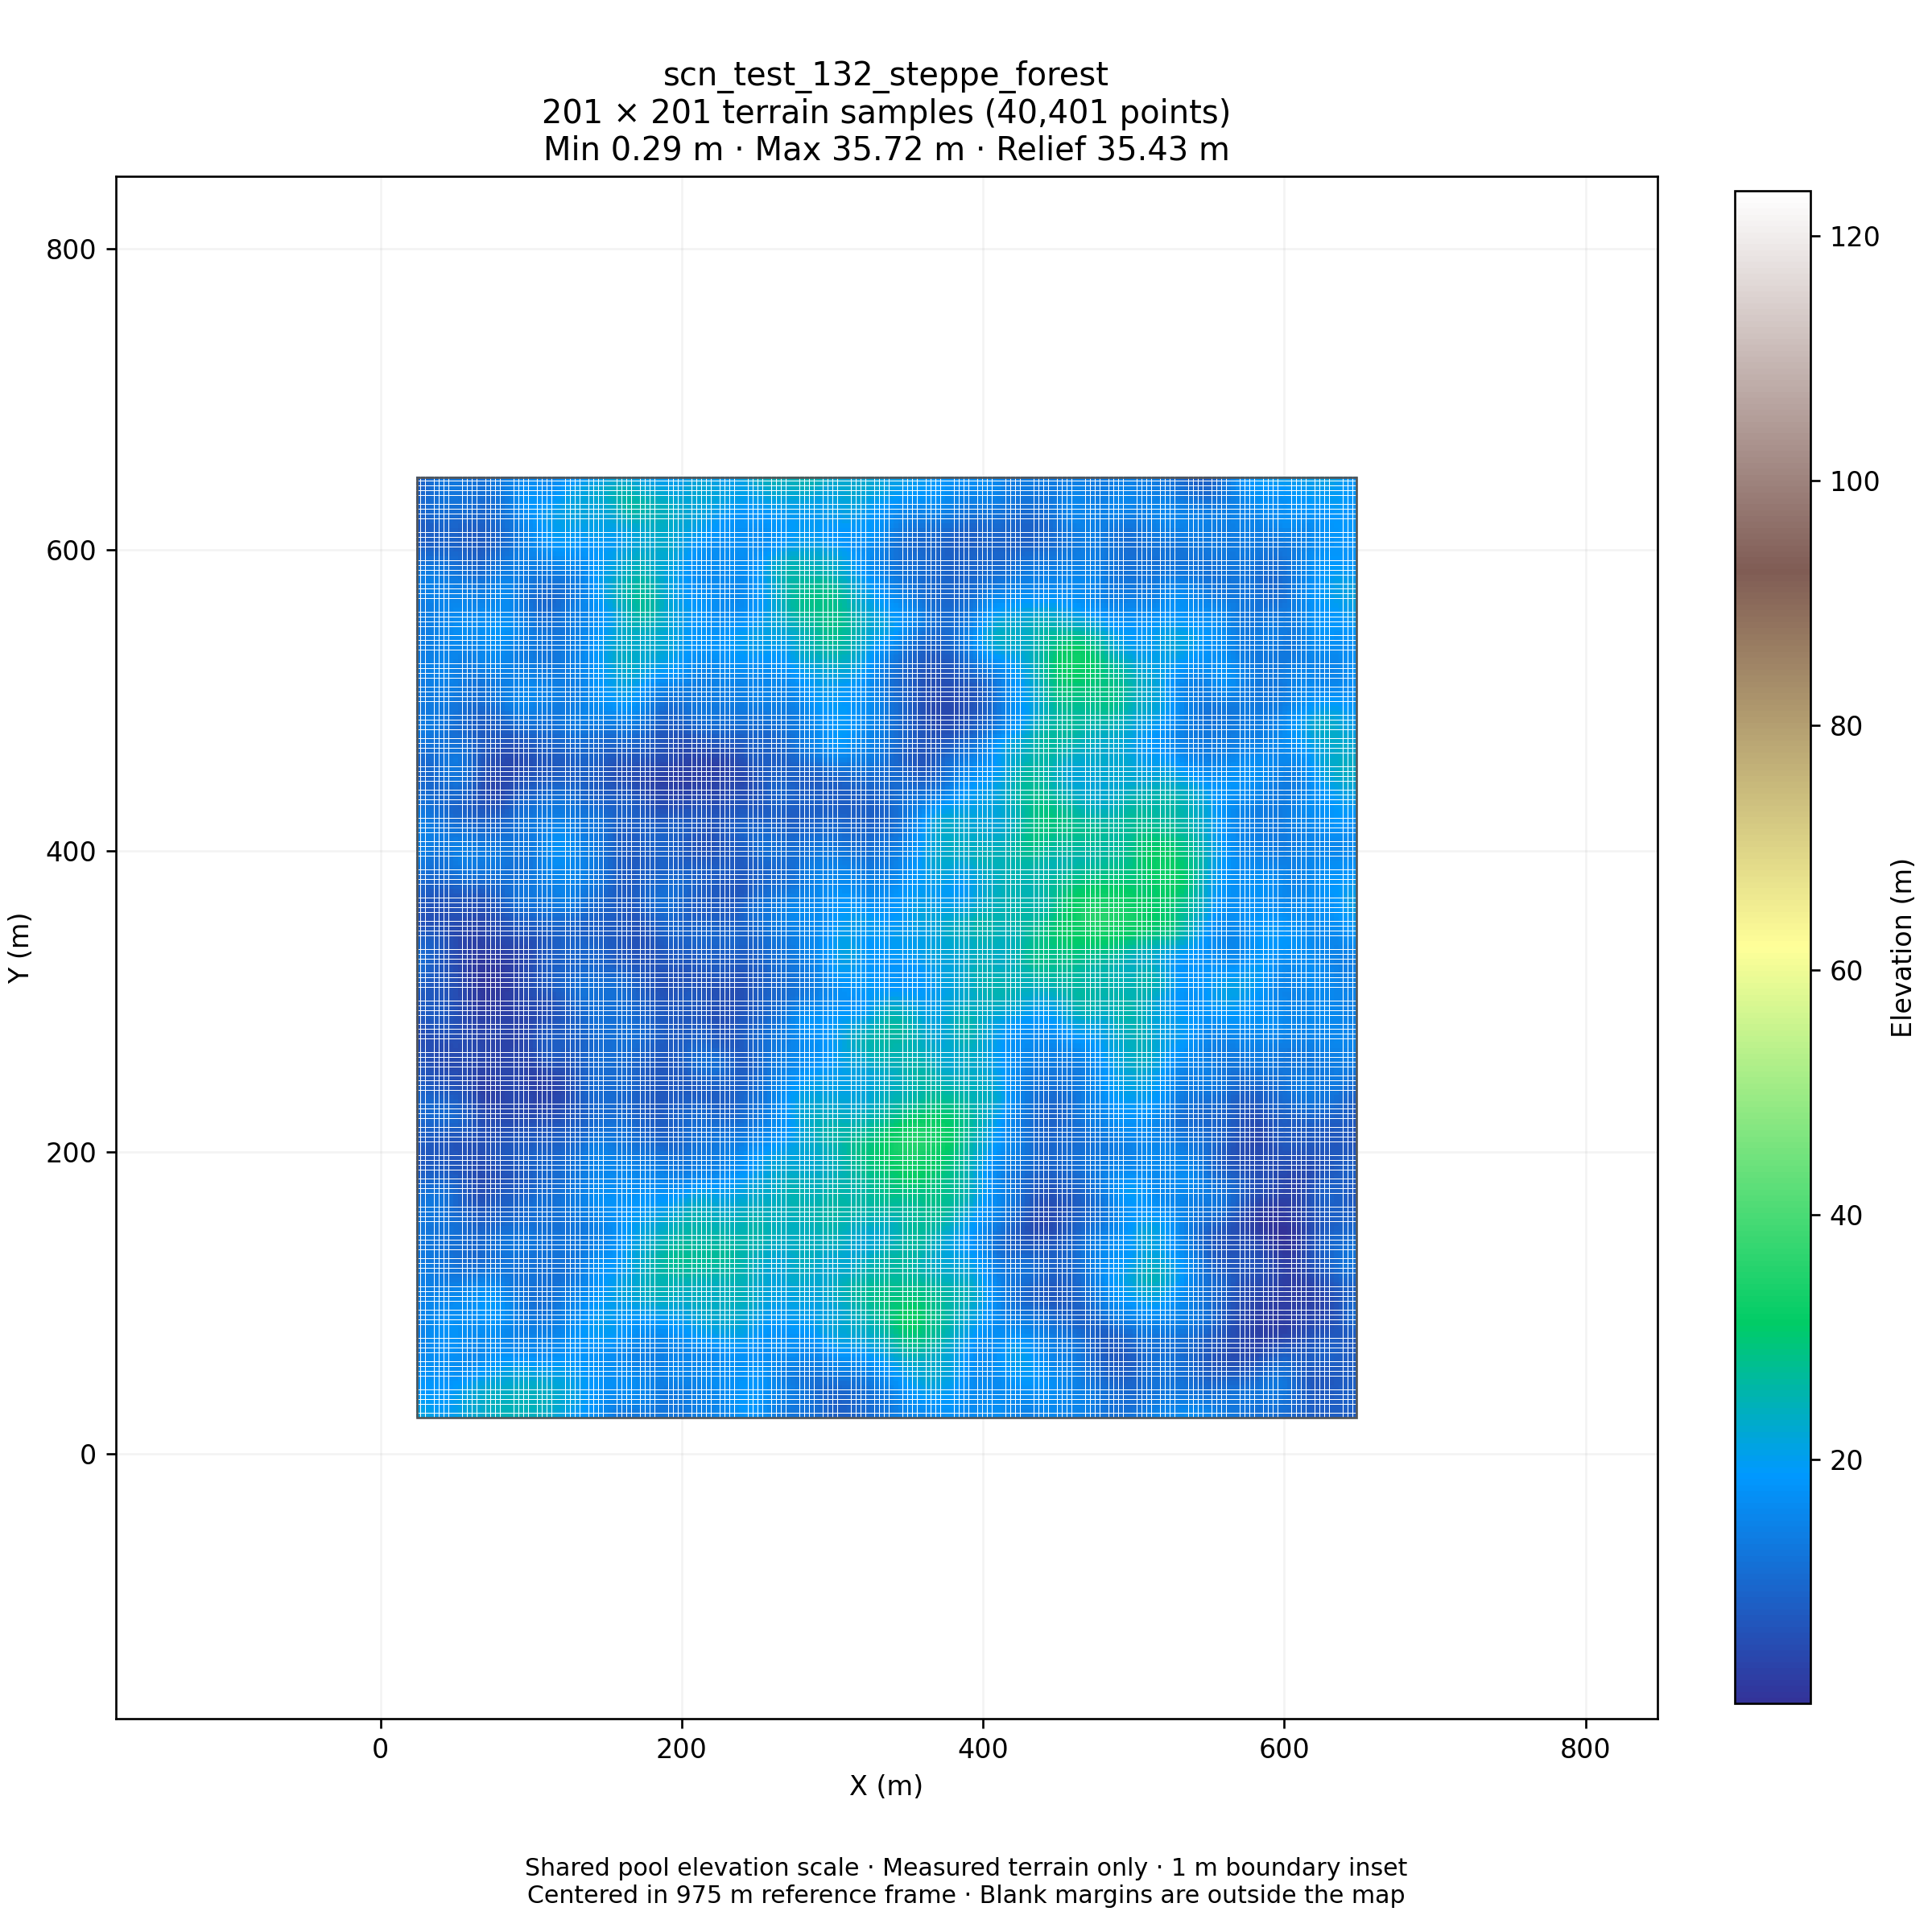 scn_test_132_steppe_forest
201 × 201 terrain samples (40,401 points)
Min 0.29 m · Max 35.72 m · Relief 35.43 m
800
600
400
200
0
Y (m)
0
200
400
600
800
X (m)
120
100
80
60
40
20
Elevation (m)
Shared pool elevation scale · Measured terrain only · 1 m boundary inset
Centered in 975 m reference frame · Blank margins are outside the map